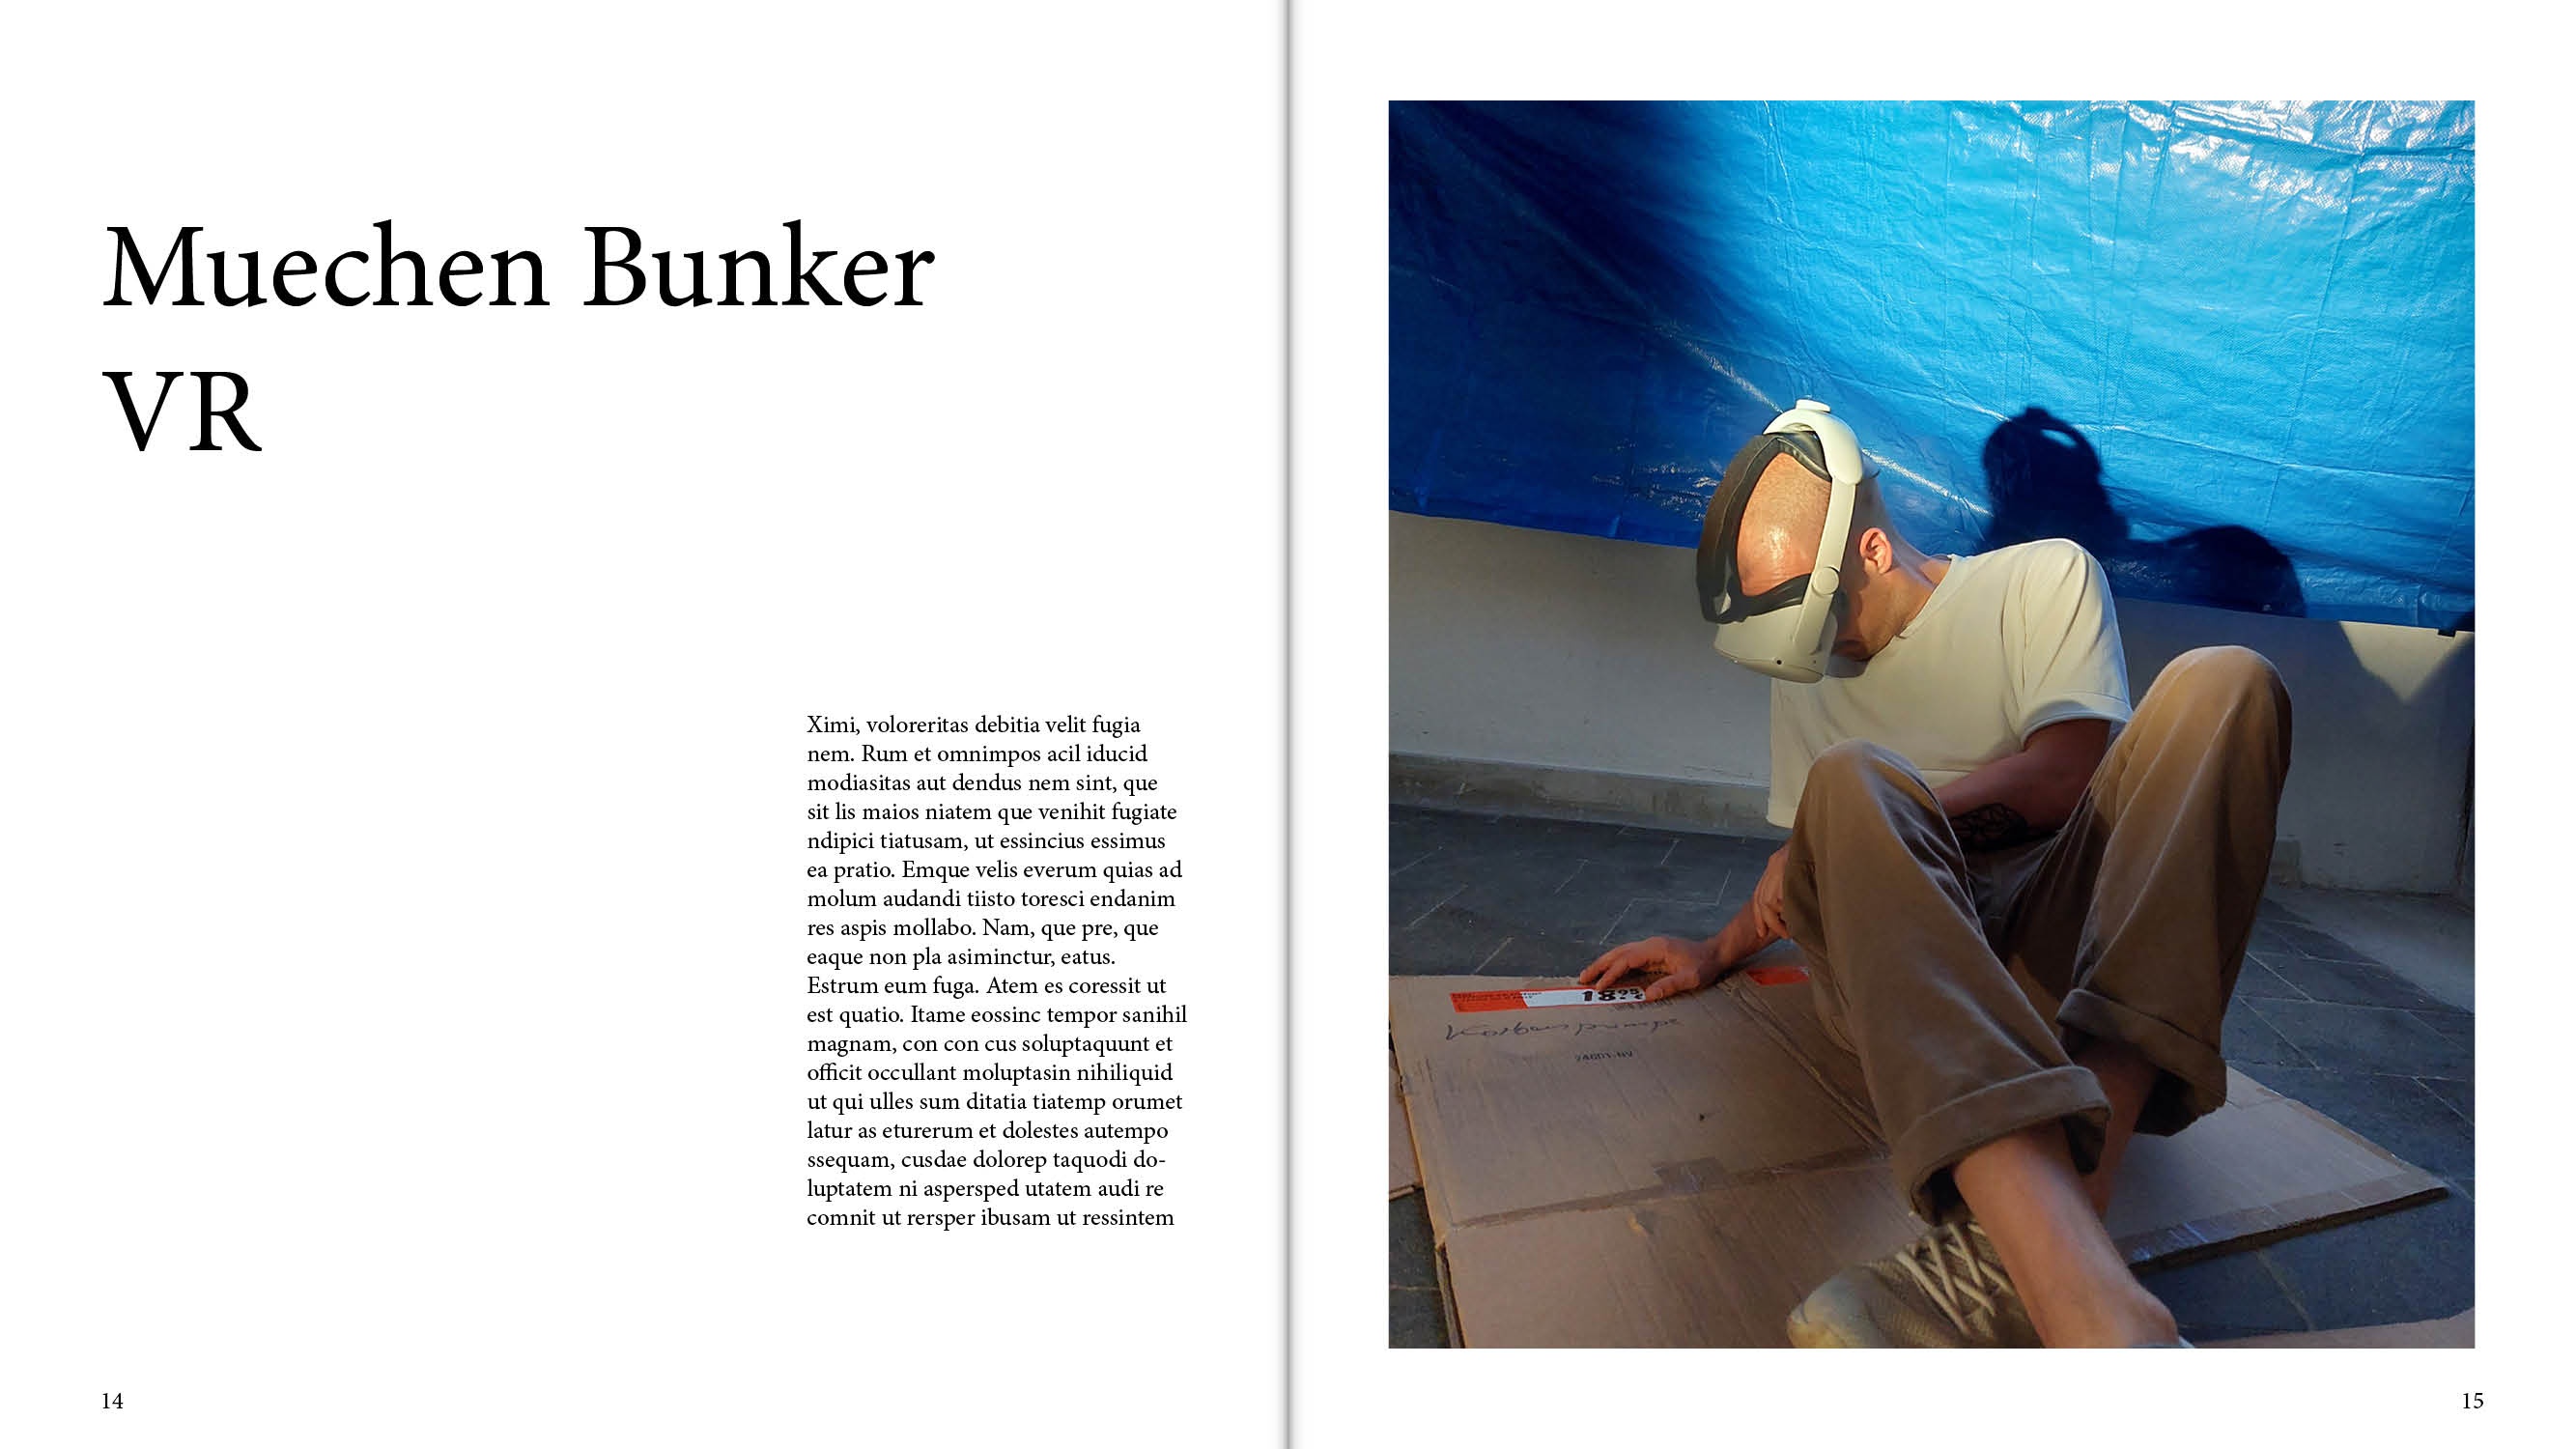 Muechen Bunker
VR
Ximi, voloreritas debitia velit fugia
nem. Rum et omnimpos acil iducid
modiasitas aut dendus nem sint, que
sit lis maios niatem que venihit fugiate
ndipici tiatusam, ut essincius essimus
ea pratio. Emque velis everum quias ad
molum audandi tiisto toresci endanim
res aspis mollabo. Nam, que pre, que
eaque non pla asiminctur, eatus.
Estrum eum fuga. Atem es coressit ut
est quatio. Itame eossinc tempor sanihil
magnam, con con cus soluptaquunt et
officit occullant moluptasin nihiliquid
ut qui ulles sum ditatia tiatemp orumet
latur as eturerum et dolestes autempo
ssequam, cusdae dolorep taquodi do-
luptatem ni aspersped utatem audi re
comnit ut rersper ibusam ut ressintem
14
18.95 €
15